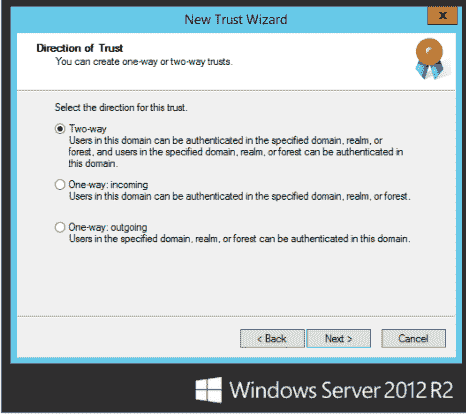 New Trust Wizard
x
Direction of Trust
You can create one-way or two-way trusts.
Select the direction for this trust.
Two-way
Users in this domain can be authenticated in the specified domain, realm, or
forest, and users in the specified domain, realm, or forest can be authenticated in
this domain.
One-way: incoming
Users in this domain can be authenticated in the specified domain, realm, or forest.
One-way: outgoing
Users in the specified domain, realm, or forest can be authenticated in this domain.
< Back Next > Cancel
Windows Server 2012 R2